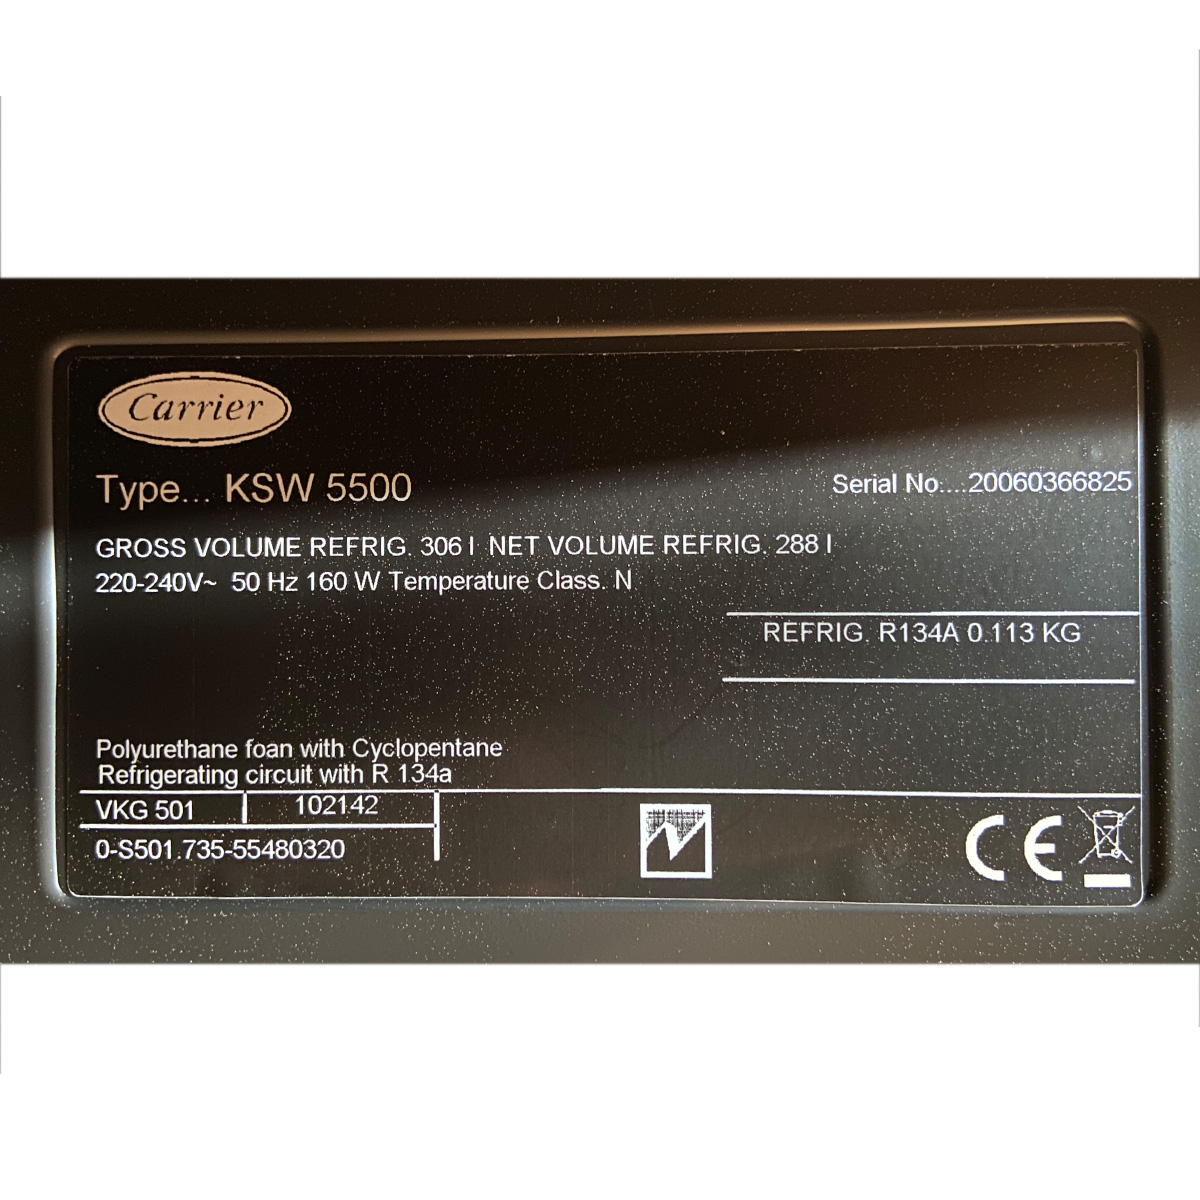 Carrier
Type... KSW 5500
Serial No....20060366825
GROSS VOLUME REFRIG. 306 l NET VOLUME REFRIG. 288 l
220-240V~ 50 Hz 160 W Temperature Class. N
REFRIG. R134A 0.113 KG
Polyurethane foan with Cyclopentane
Refrigerating circuit with R 134a
VKG 501 102142
0-S501.735-55480320
CE